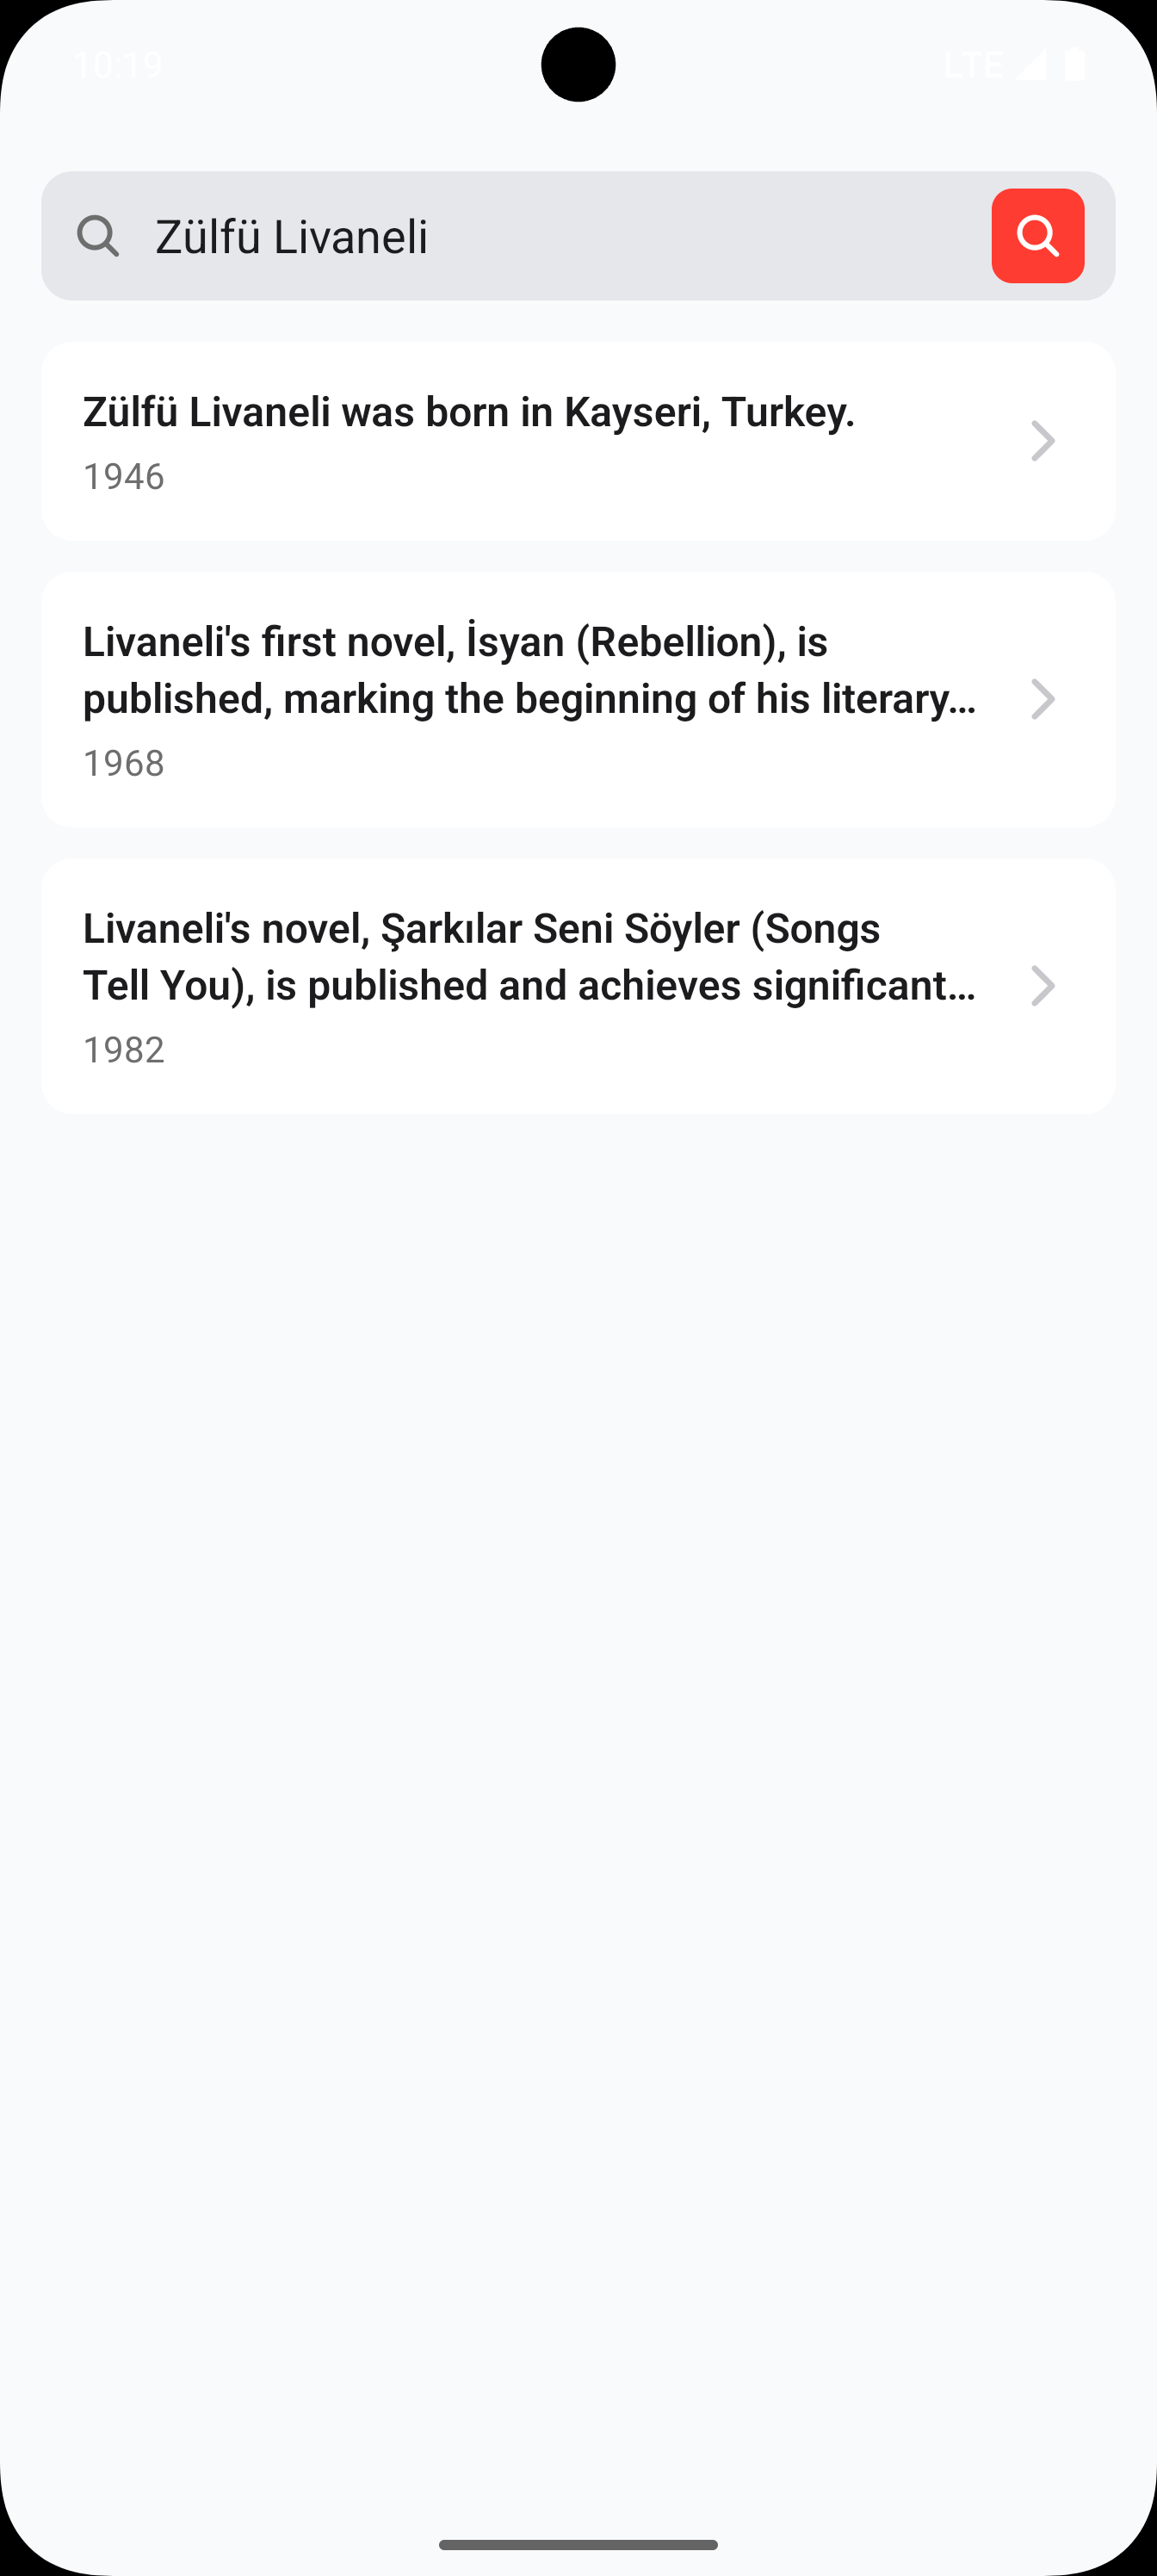 10:19
LTE
Zülfü Livaneli
Zülfü Livaneli was born in Kayseri, Turkey.
1946
Livaneli's first novel, İsyan (Rebellion), is
published, marking the beginning of his literary...
1968
Livaneli's novel, Şarkılar Seni Söyler (Songs
Tell You), is published and achieves significant...
1982